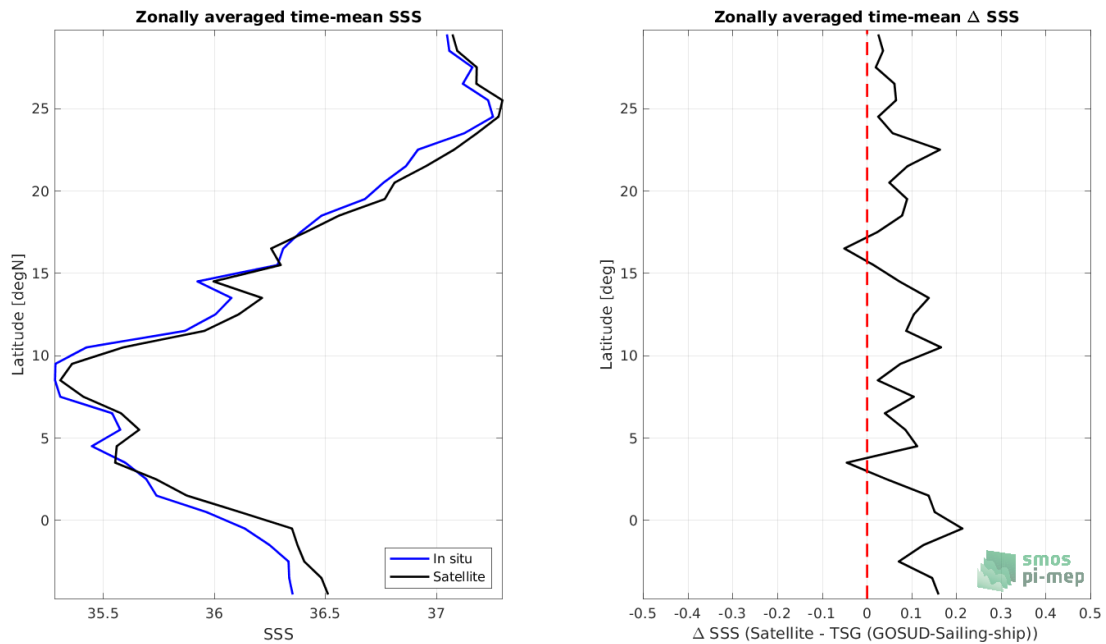 Zonally averaged time-mean SSS
25
20
15
10
5
0
Latitude [degN]
35.5 36 36.5 37
SSS
In situ
Satellite
Zonally averaged time-mean Δ SSS
25
20
15
10
5
0
Latitude [deg]
-0.5 -0.4 -0.3 -0.2 -0.1 0 0.1 0.2 0.3 0.4 0.5
Δ SSS (Satellite - TSG (GOSUD-Sailing-ship))
smos
pi-mep